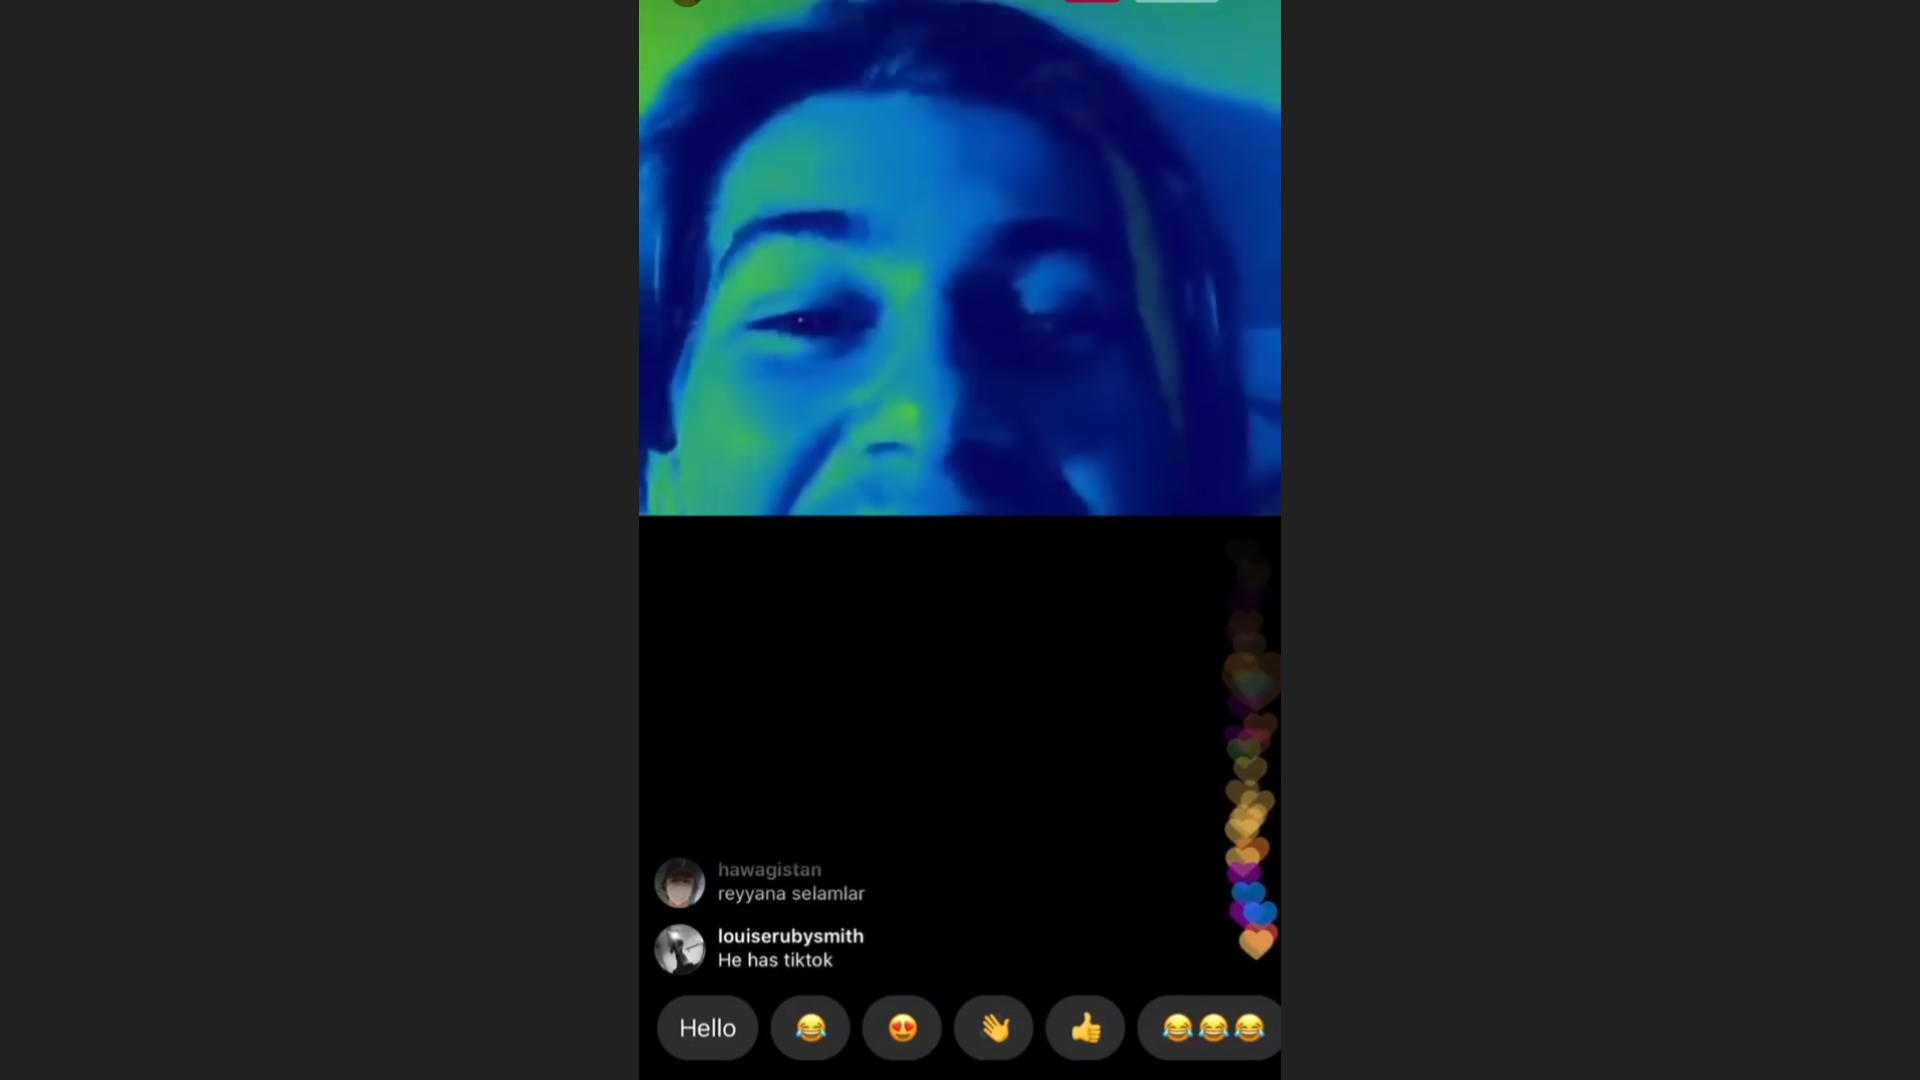 hawagistan
reyyana selamlar
louiserubysmith
He has tiktok
Hello